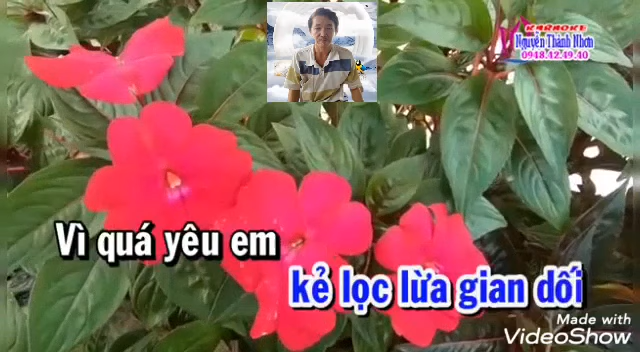 KARAOKE
Nguyễn Thành Nhơn
0948.42.49.40
Vì quá yêu em
kẻ lọc lừa gian dối
Made with
VideoShow